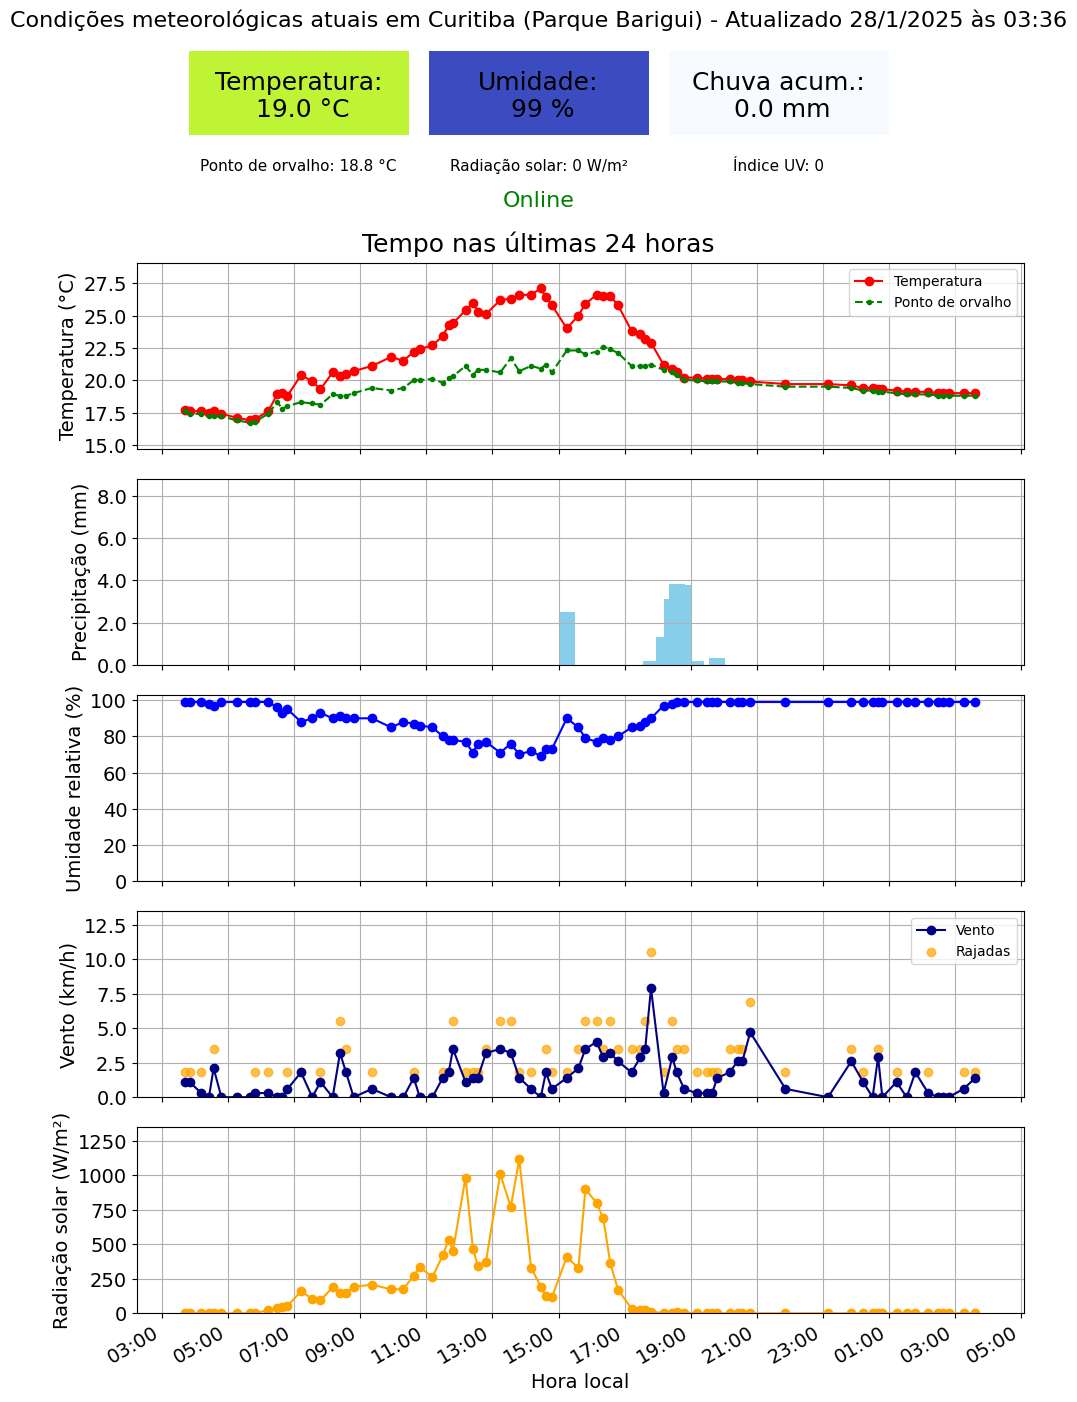 Condições meteorológicas atuais em Curitiba (Parque Barigui) - Atualizado 28/1/2025 às 03:36
Temperatura:
19.0 °C
Umidade:
99 %
Chuva acum.:
0.0 mm
Ponto de orvalho: 18.8 °C
Radiação solar: 0 W/m²
Índice UV: 0
Online
Tempo nas últimas 24 horas
Temperatura (°C)
27.5
25.0
22.5
20.0
17.5
15.0
Temperatura
Ponto de orvalho
Precipitação (mm)
8.0
6.0
4.0
2.0
0.0
Umidade relativa (%)
100
80
60
40
20
0
Vento (km/h)
12.5
10.0
7.5
5.0
2.5
0.0
Vento
Rajadas
Radiação solar (W/m²)
1250
1000
750
500
250
0
03:00
05:00
07:00
09:00
11:00
13:00
15:00
17:00
19:00
21:00
23:00
01:00
03:00
05:00
Hora local